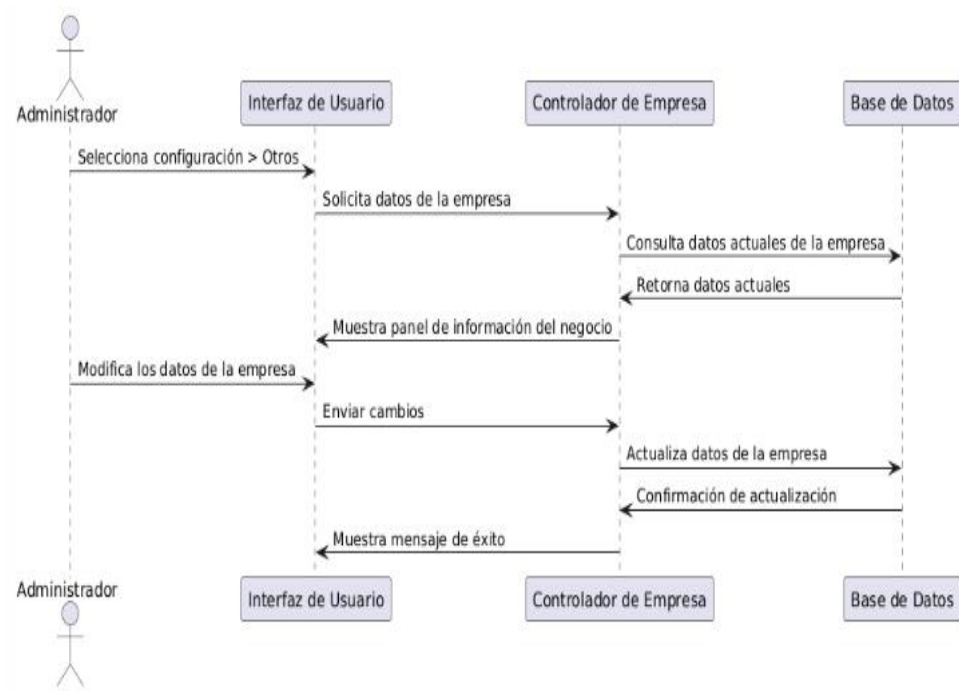 Administrador
Interfaz de Usuario
Controlador de Empresa
Base de Datos
Selecciona configuración > Otros
Solicita datos de la empresa
Consulta datos actuales de la empresa
Retorna datos actuales
Muestra panel de información del negocio
Modifica los datos de la empresa
Enviar cambios
Actualiza datos de la empresa
Confirmación de actualización
Muestra mensaje de éxito
Administrador
Interfaz de Usuario
Controlador de Empresa
Base de Datos